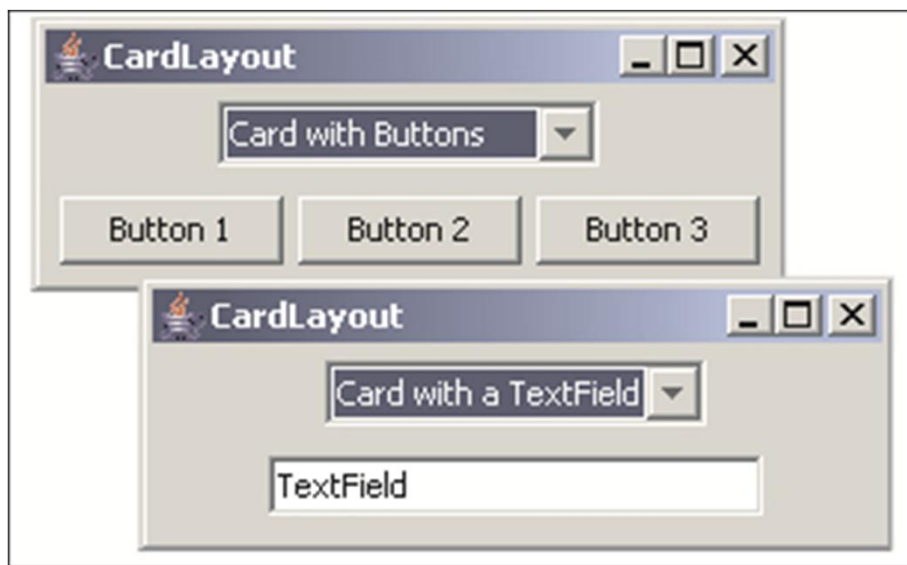 CardLayout
Card with Buttons
Button 1 Button 2 Button 3
CardLayout
Card with a TextField
TextField